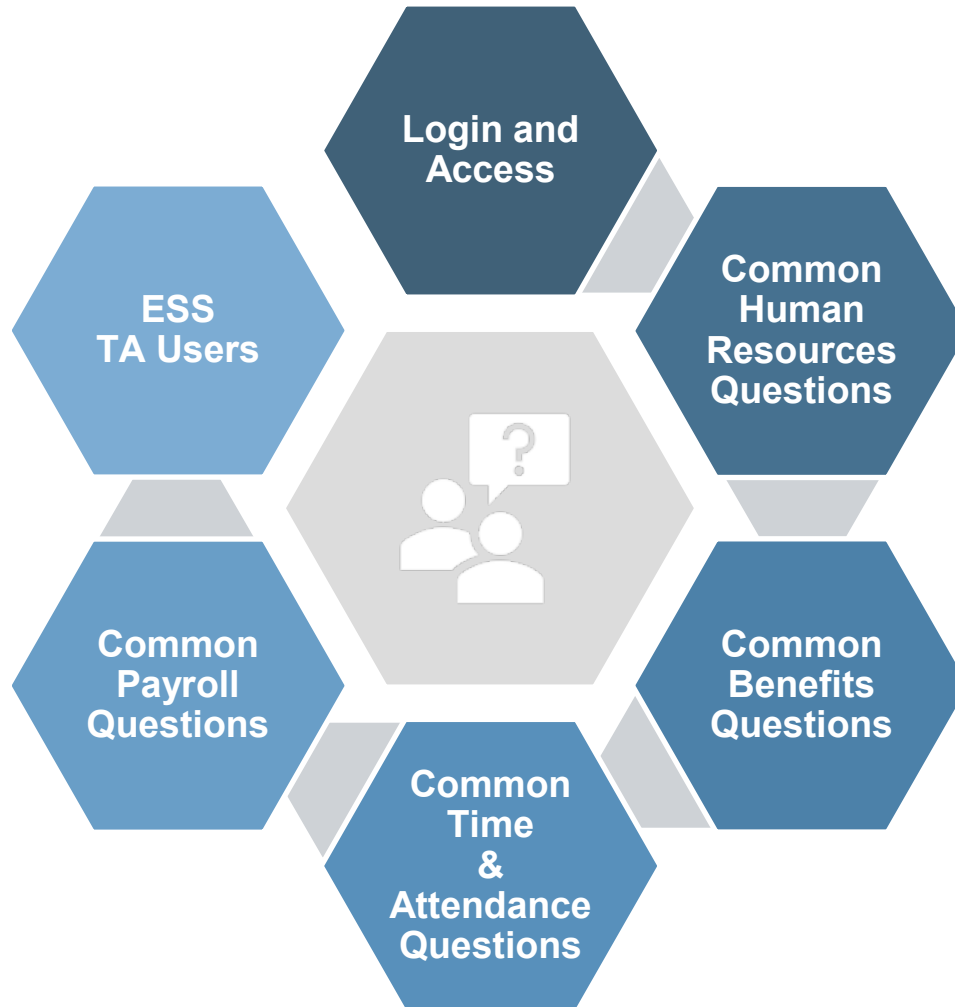 Login and
Access
Common
Human
Resources
Questions
Common
Benefits
Questions
Common
Time
&
Attendance
Questions
Common
Payroll
Questions
ESS
TA Users
?